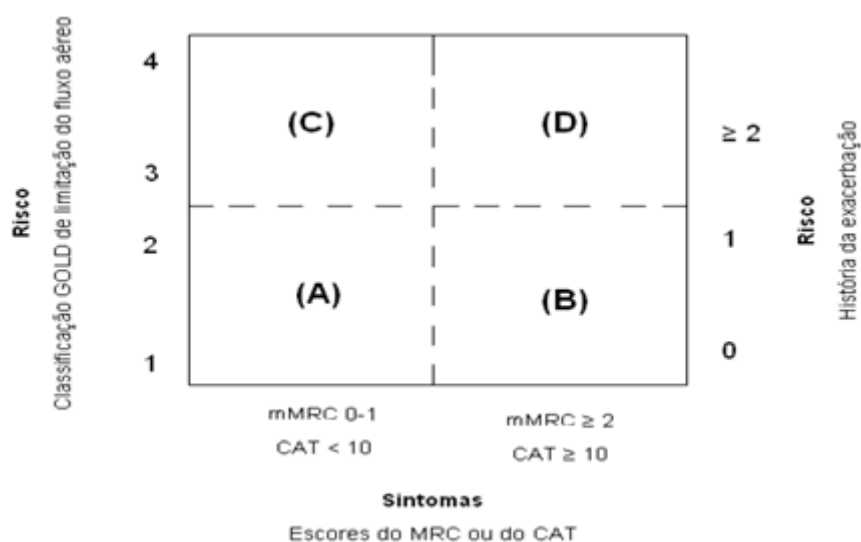 Risco
Classificação GOLD de limitação do fluxo aéreo
4
3
2
1
(C)
(D)
(A)
(B)
≥ 2
1
0
Risco
História da exacerbação
mMRC 0-1
CAT < 10
mMRC ≥ 2
CAT ≥ 10
Sintomas
Escores do MRC ou do CAT